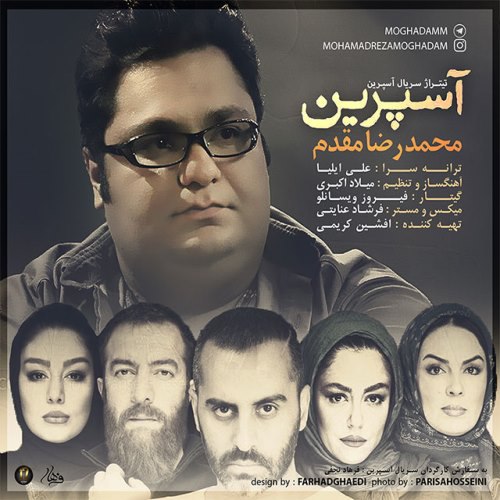 MOGHADAMM
MOHAMADREZAMOGHADAM
تیتراژ سریال آسپرین
آسپرین
محمدرضا مقدم
ترانه سرا : علی ایلیا
آهنگساز و تنظیم : میلاد اکبری
گیتار : فیروز ویسانلو
میکس و مستر : فرشاد عنایتی
تهیه کننده : افشین کریمی
به سفارش کارگردان سریال آسپرین : فرهاد نجفی
design by : FARHADGHAEDI photo by : PARISAHOSSEINI